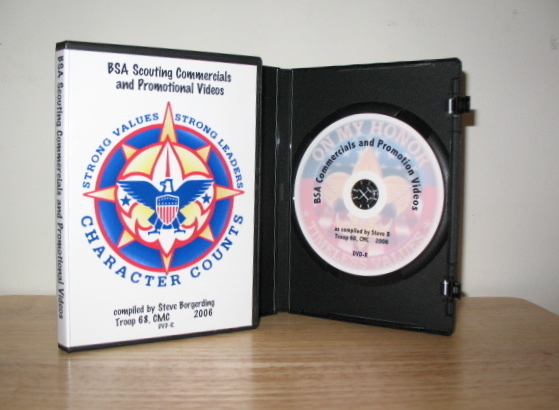 BSA Scouting Commercials and Promotional Videos
BSA Scouting Commercials
and Promotional Videos
STRONG VALUES STRONG LEADERS
CHARACTER COUNTS
compiled by Steve Borgerding
Troop 68, CMC 2006
DVD-R
ON MY HONOR
BSA Commercials and Promotion Videos
as compiled by Steve B
Troop 68, CMC 2006
DVD-R